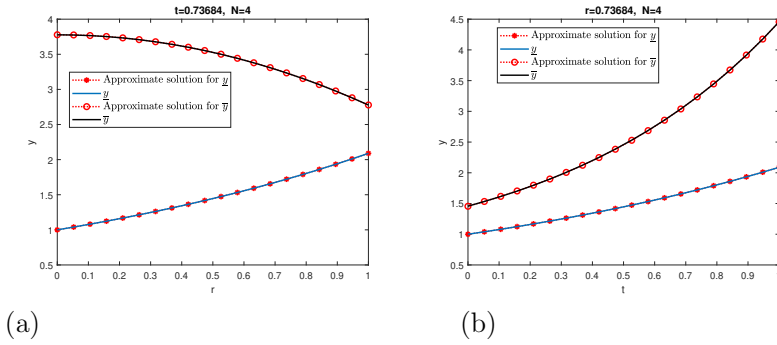 t=0.73684, N=4
4
3.5
3
2.5
2
1.5
1
0.5
y
0 0.1 0.2 0.3 0.4 0.5 0.6 0.7 0.8 0.9 1
r
Approximate solution for y̲
y̲
Approximate solution for y̅
y̅
(a)
r=0.73684, N=4
4.5
4
3.5
3
2.5
2
1.5
1
0.5
y
0 0.1 0.2 0.3 0.4 0.5 0.6 0.7 0.8 0.9
t
Approximate solution for y̲
y̲
Approximate solution for y̅
y̅
(b)